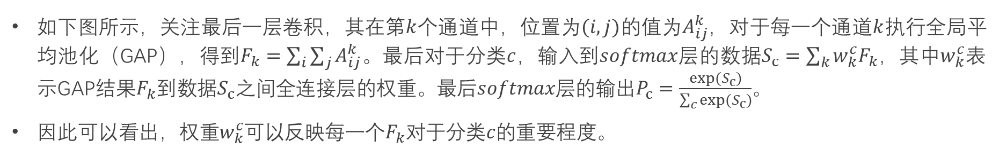 • 如下图所示，关注最后一层卷积，其在第$k$个通道中，位置为$(i,j)$的值为$A_{ij}^{k}$，对于每一个通道$k$执行全局平
均池化（GAP），得到$F_k = \sum_i \sum_j A_{ij}^{k}$。最后对于分类$c$，输入到$softmax$层的数据$S_{\mathrm{c}} = \sum_k w_k^c F_k$，其中$w_k^c$表
示GAP结果$F_k$到数据$S_{\mathrm{c}}$之间全连接层的权重。最后$softmax$层的输出$P_{\mathrm{c}} = \frac{\exp(S_{\mathrm{c}})}{\sum_c \exp(S_{\mathrm{c}})}$。
• 因此可以看出，权重$w_k^c$可以反映每一个$F_k$对于分类$c$的重要程度。